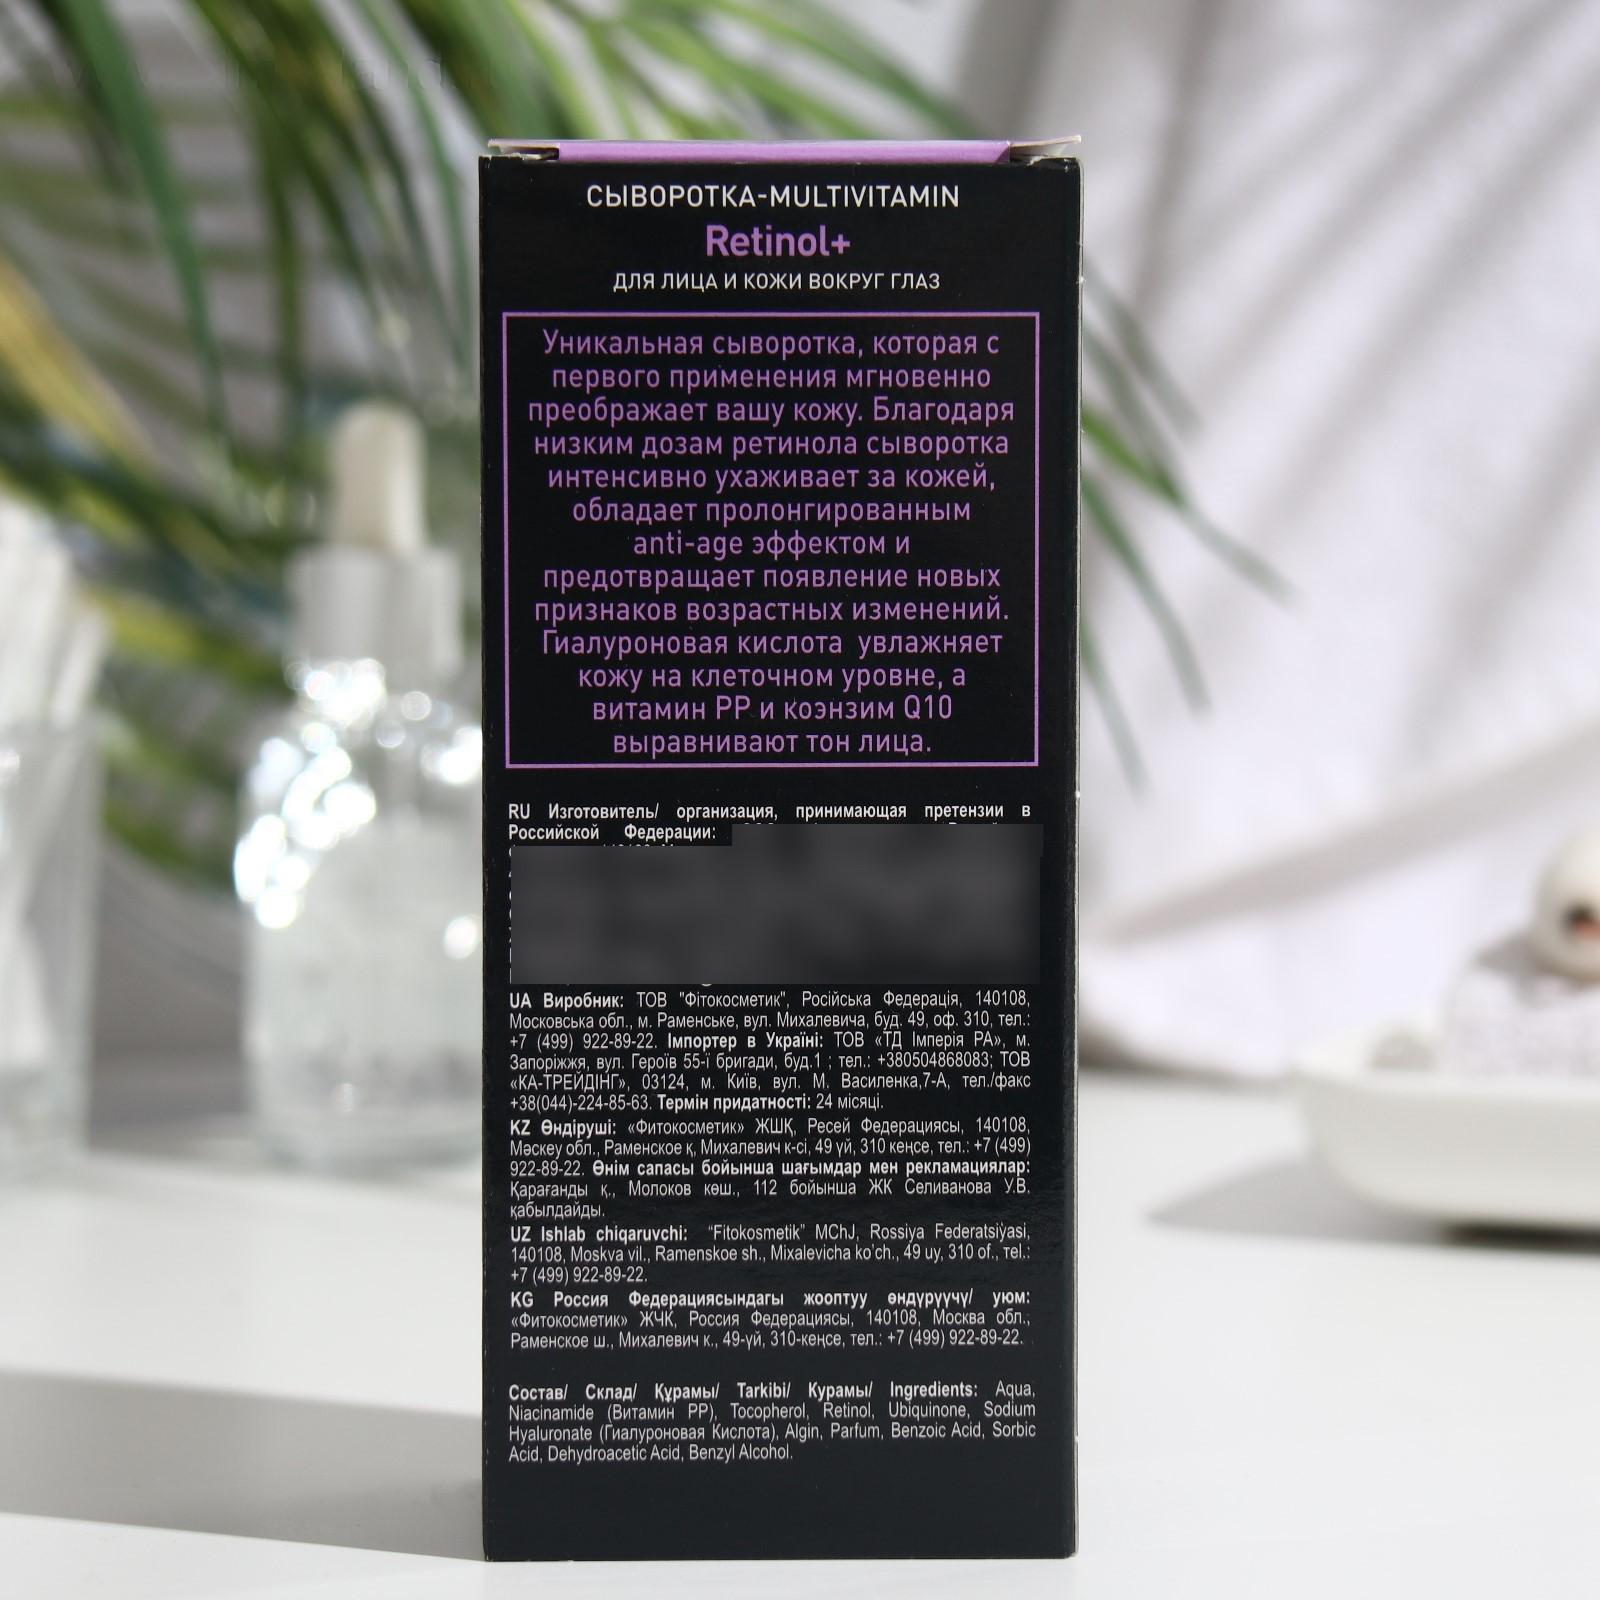 СЫВОРОТКА-MULTIVITAMIN
Retinol+
ДЛЯ ЛИЦА И КОЖИ ВОКРУГ ГЛАЗ
Уникальная сыворотка, которая с
первого применения мгновенно
преображает вашу кожу. Благодаря
низким дозам ретинола сыворотка
интенсивно ухаживает за кожей,
обладает пролонгированным
anti-age эффектом и
предотвращает появление новых
признаков возрастных изменений.
Гиалуроновая кислота увлажняет
кожу на клеточном уровне, а
витамин РР и коэнзим Q10
выравнивают тон лица.
RU Изготовитель/ организация, принимающая претензии в
Российской Федерации:
UA Виробник: ТОВ "Фітокосметик", Російська Федерація, 140108,
Московська обл., м. Раменське, вул. Михалевича, буд. 49, оф. 310, тел.:
+7 (499) 922-89-22. Імпортер в Україні: ТОВ «ТД Імперія РА», м.
Запоріжжя, вул. Героїв 55-ї бригади, буд.1 ; тел.: +380504868083; ТОВ
«КА-ТРЕЙДІНГ», 03124, м. Київ, вул. М. Василенка,7-А, тел./факс
+38(044)-224-85-63. Термін придатності: 24 місяці.
KZ Өндіруші: «Фитокосметик» ЖШҚ, Ресей Федерациясы, 140108,
Мәскеу обл., Раменское қ, Михалевич к-сі, 49 үй, 310 кеңсе, тел.: +7 (499)
922-89-22. Өнім сапасы бойынша шағымдар мен рекламациялар:
Қарағанды қ., Молоков көш., 112 бойынша ЖК Селиванова У.В.
қабылдайды.
UZ Ishlab chiqaruvchi: “Fitokosmetik” MChJ, Rossiya Federatsiyasi,
140108, Moskva vil., Ramenskoe sh., Mixalevicha ko'ch., 49 uy, 310 of., tel.:
+7 (499) 922-89-22.
KG Россия Федерациясындагы жооптуу өндүрүүчү/ уюм:
«Фитокосметик» ЖЧК, Россия Федерациясы, 140108, Москва обл.,
Раменское ш., Михалевич к., 49-үй, 310-кеңсе, тел.: +7 (499) 922-89-22.
Состав/ Склад/ Құрамы/ Tarkibi/ Курамы/ Ingredients: Aqua,
Niacinamide (Витамин РР), Tocopherol, Retinol, Ubiquinone, Sodium
Hyaluronate (Гиалуроновая Кислота), Algin, Parfum, Benzoic Acid, Sorbic
Acid, Dehydroacetic Acid, Benzyl Alcohol.